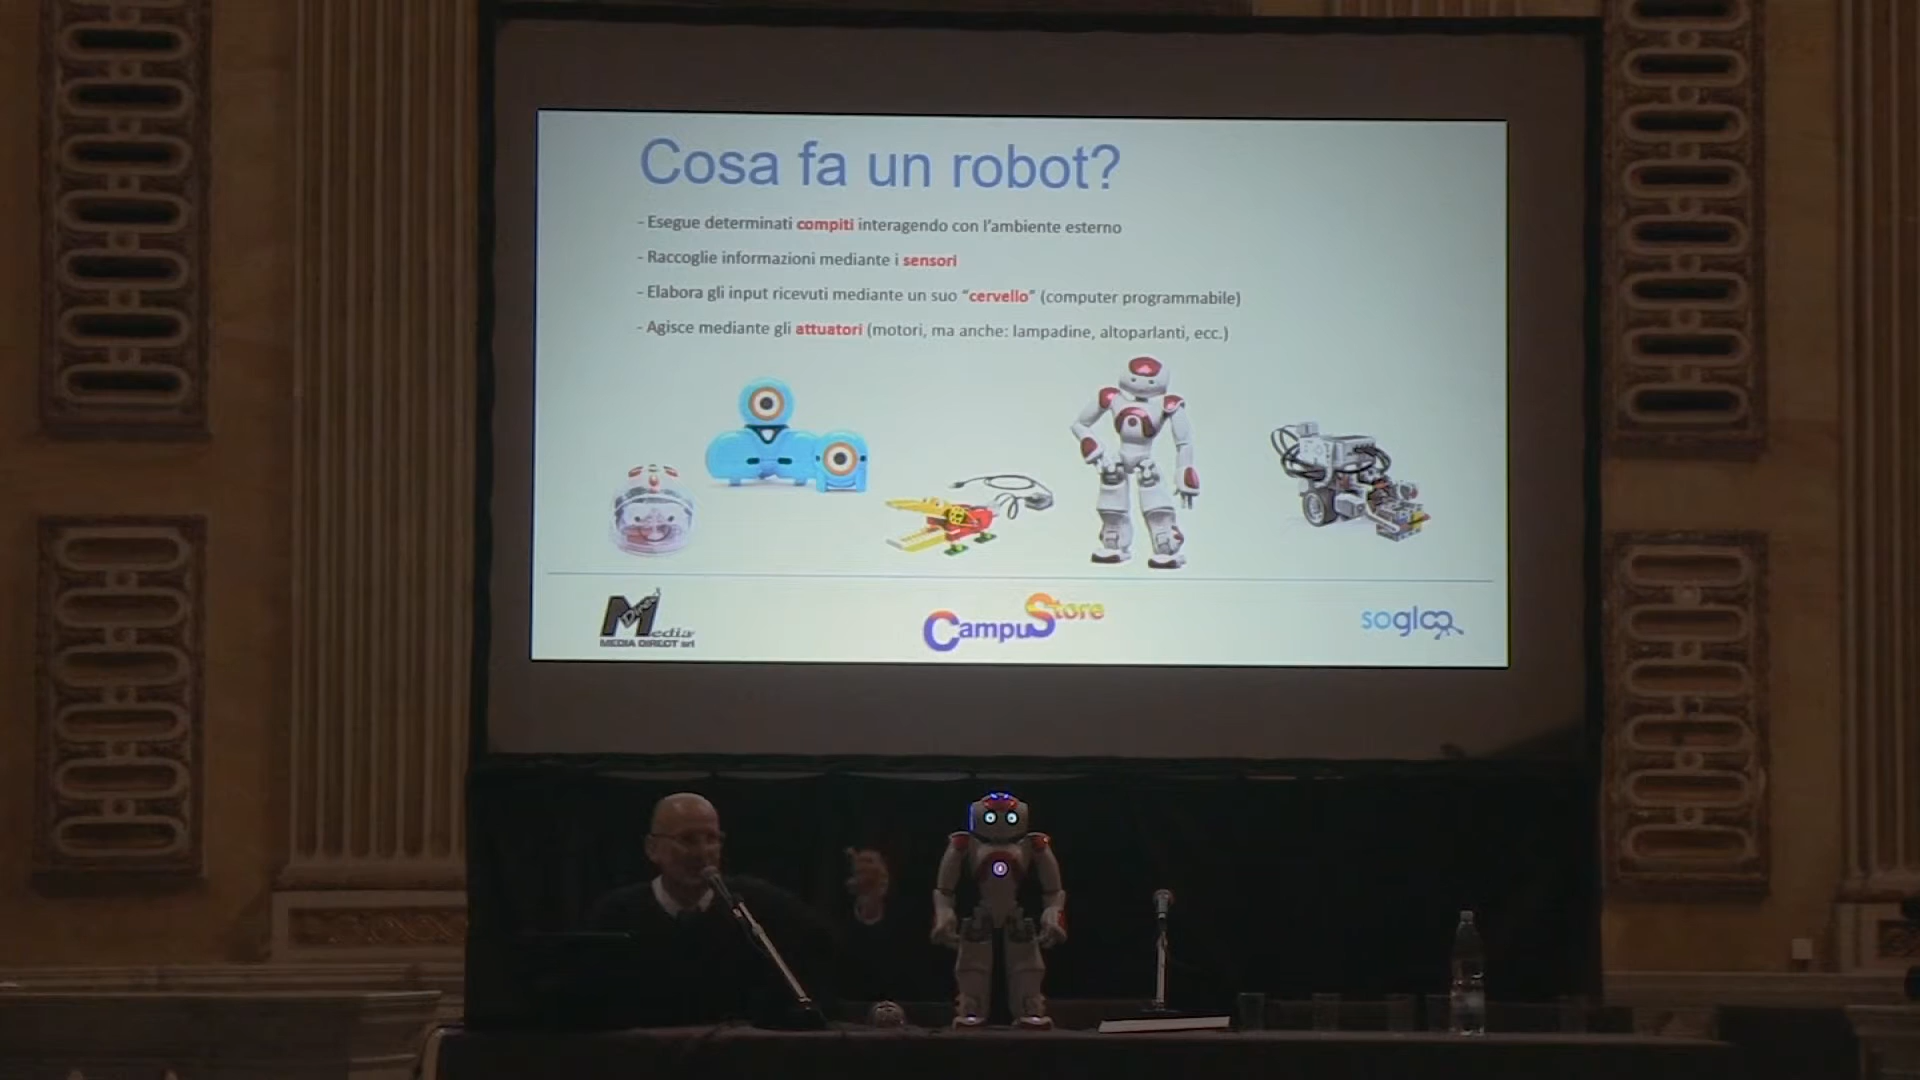 Cosa fa un robot?
- Esegue determinati compiti interagendo con l'ambiente esterno
- Raccoglie informazioni mediante i sensori
- Elabora gli input ricevuti mediante un suo "cervello" (computer programmabile)
- Agisce mediante gli attuatori (motori, ma anche: lampadine, altoparlanti, ecc.)
Media Direct
MEDIA DIRECT srl
CampuStore
sogloo